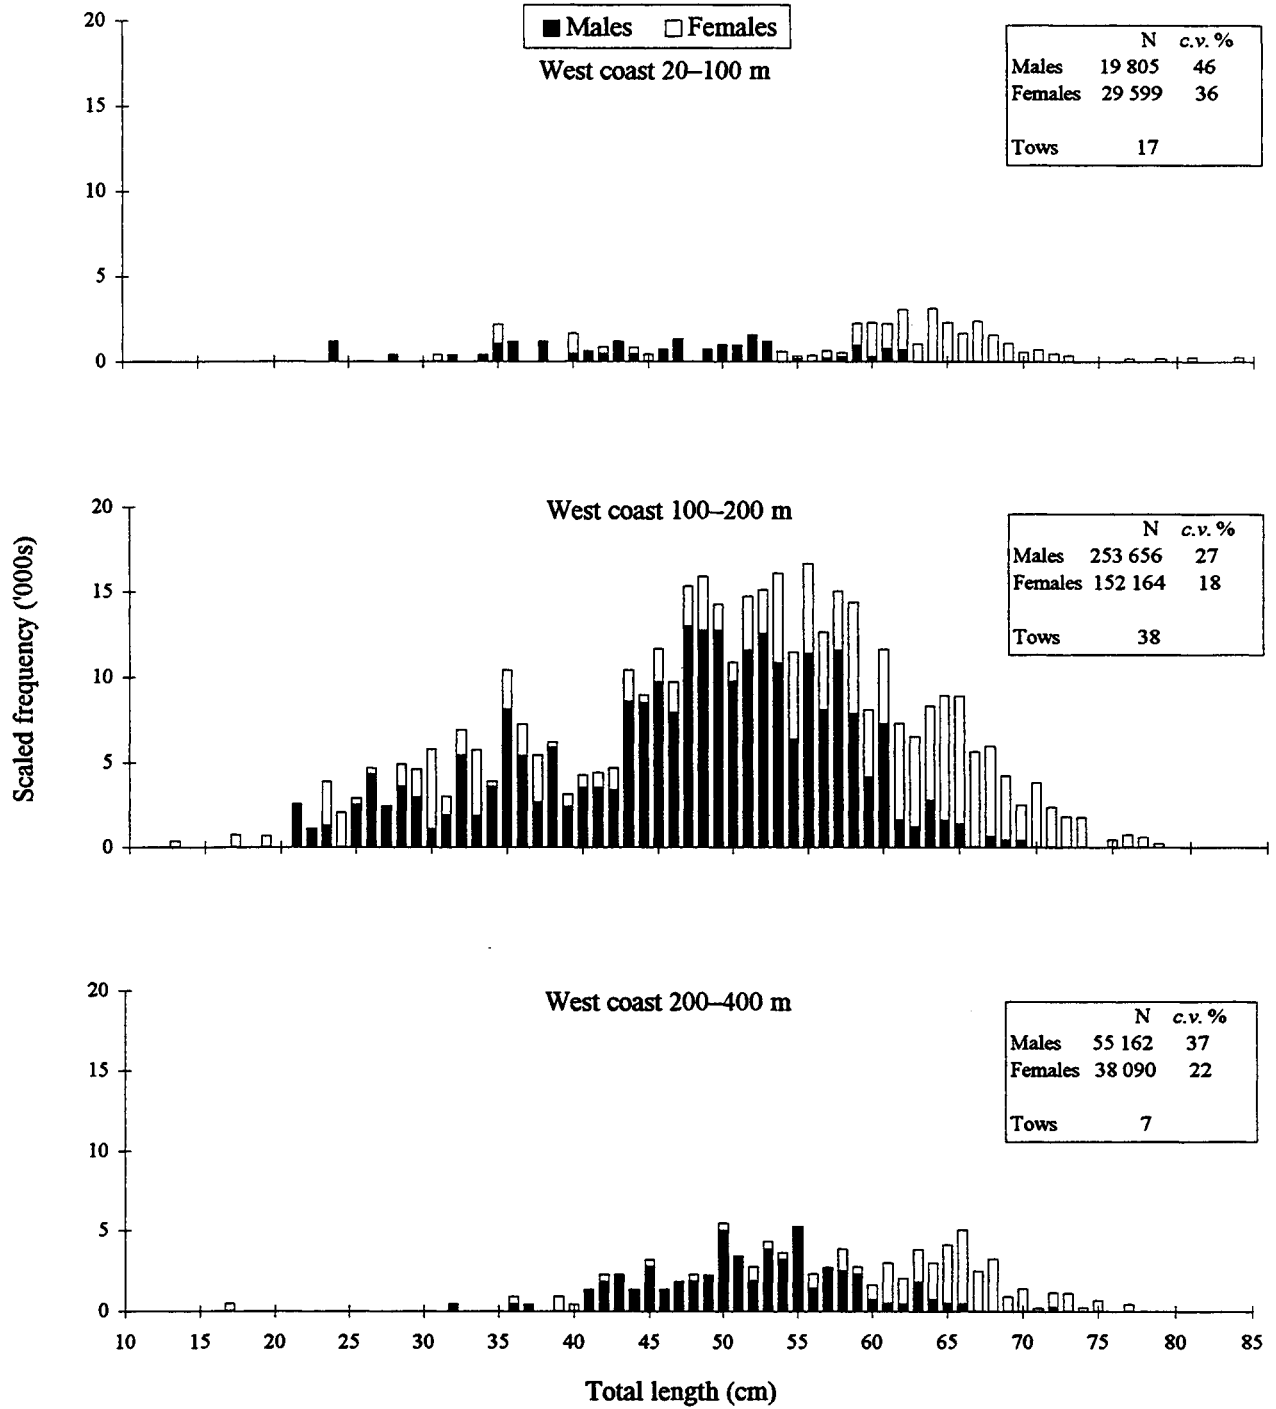 Males Females
West coast 20–100 m
N c.v. %
Males 19 805 46
Females 29 599 36
Tows 17
20
15
10
5
0
Scaled frequency ('000s)
West coast 100–200 m
N c.v. %
Males 253 656 27
Females 152 164 18
Tows 38
20
15
10
5
0
West coast 200–400 m
N c.v. %
Males 55 162 37
Females 38 090 22
Tows 7
20
15
10
5
0
10 15 20 25 30 35 40 45 50 55 60 65 70 75 80 85
Total length (cm)